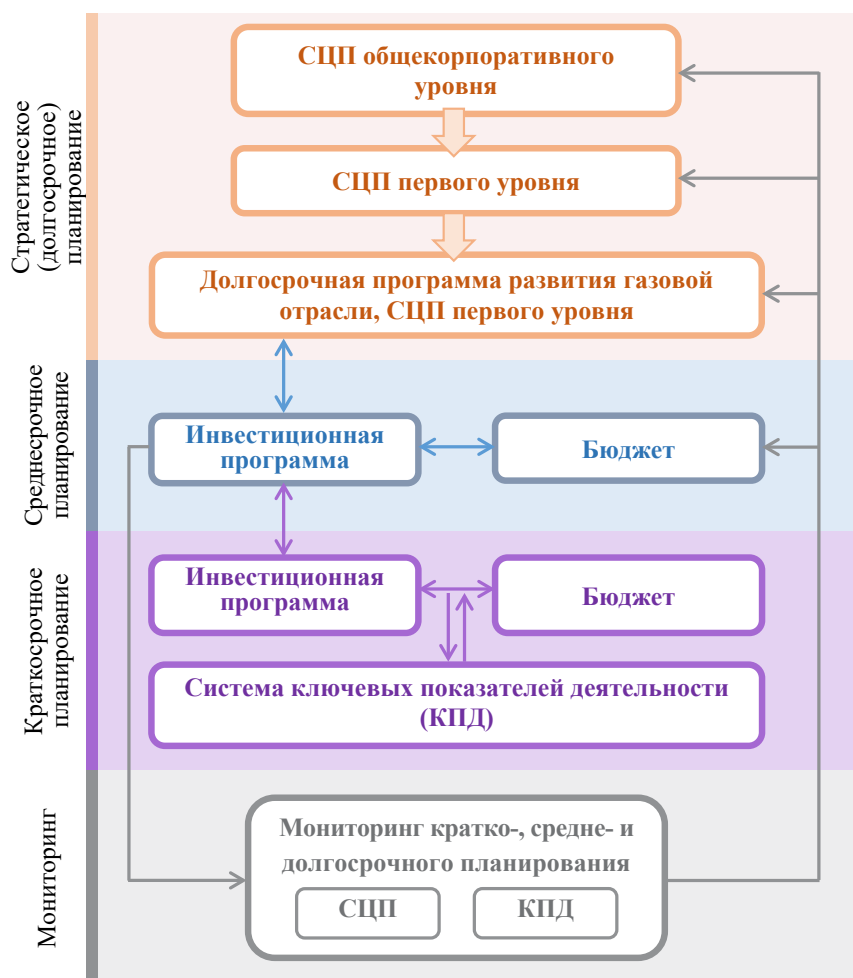 Стратегическое
(долгосрочное)
планирование
СЦП общекорпоративного
уровня
СЦП первого уровня
Долгосрочная программа развития газовой
отрасли, СЦП первого уровня
Среднесрочное
планирование
Инвестиционная
программа
Бюджет
Краткосрочное
планирование
Инвестиционная
программа
Бюджет
Система ключевых показателей деятельности
(КПД)
Мониторинг
Мониторинг кратко-, средне- и
долгосрочного планирования
СЦП
КПД